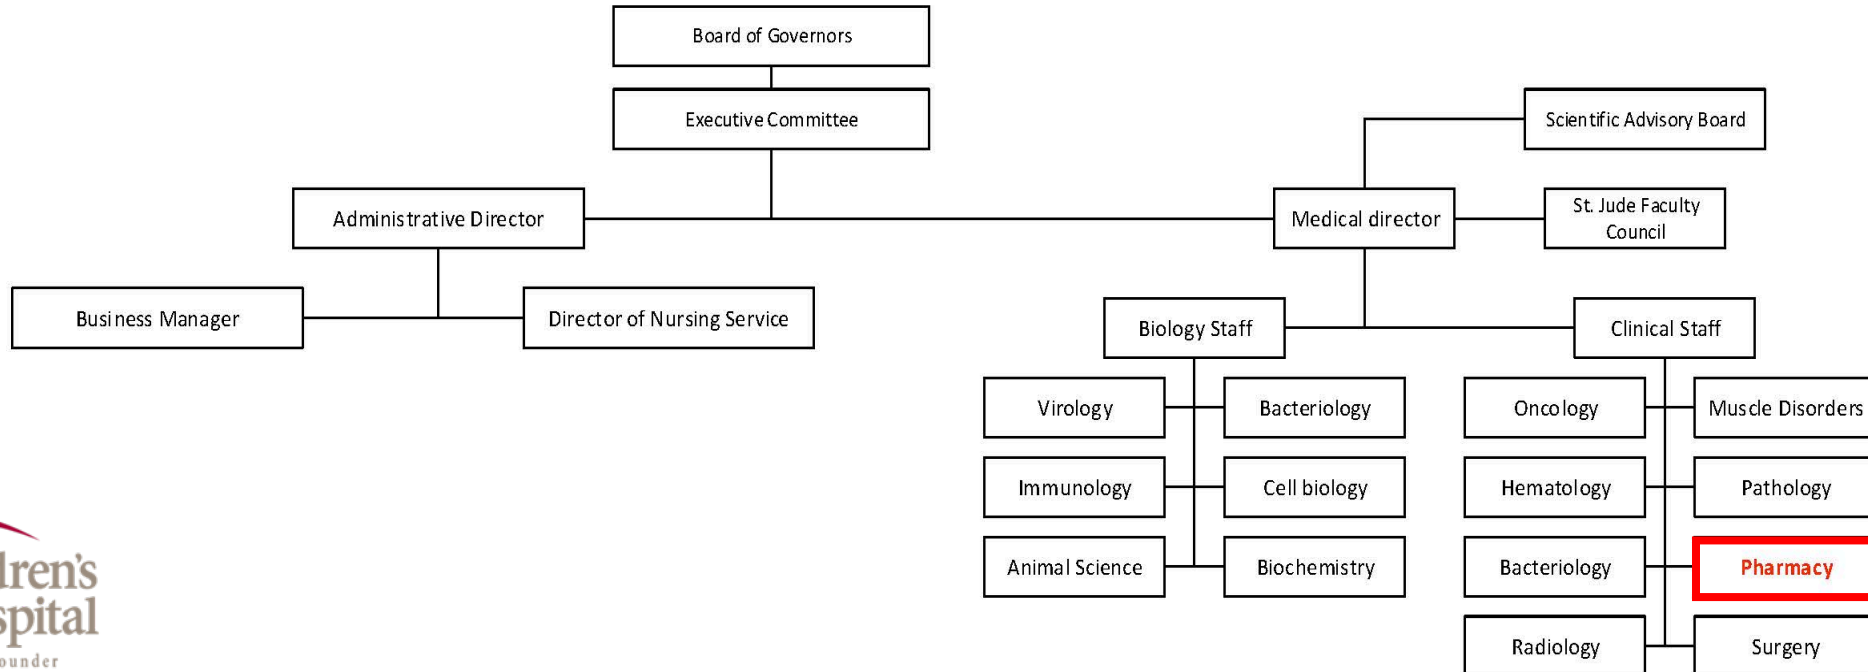 Board of Governors
Executive Committee
Scientific Advisory Board
Administrative Director
Medical director
St. Jude Faculty
Council
Business Manager
Director of Nursing Service
Biology Staff
Clinical Staff
Virology
Bacteriology
Oncology
Muscle Disorders
Immunology
Cell biology
Hematology
Pathology
Animal Science
Biochemistry
Bacteriology
Pharmacy
Radiology
Surgery